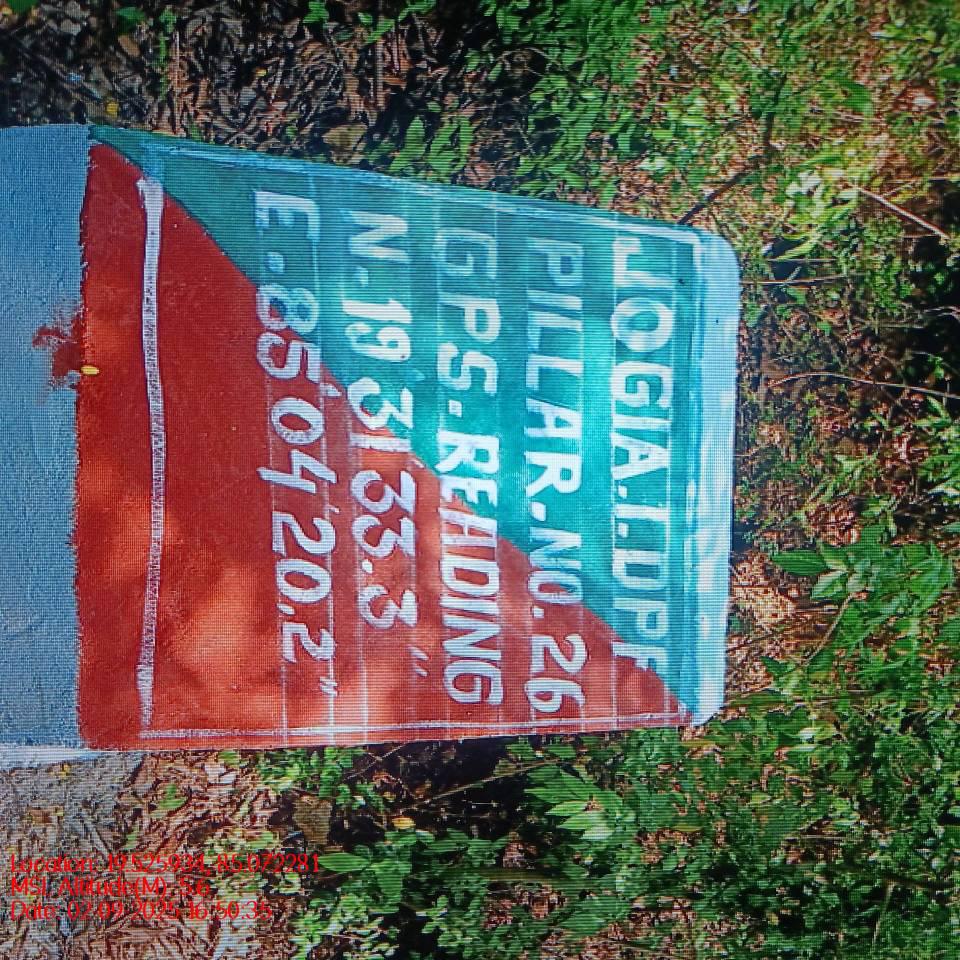 JOGIA.I.DPF
PILLAR.NO.26
GPS.READING
N.19°31'33.3"
E.85°04'20.2"
Location: 19.525934, 85.072281
MSL Altitude(M): 5.6
Date: 02-09-2025 16:50:35